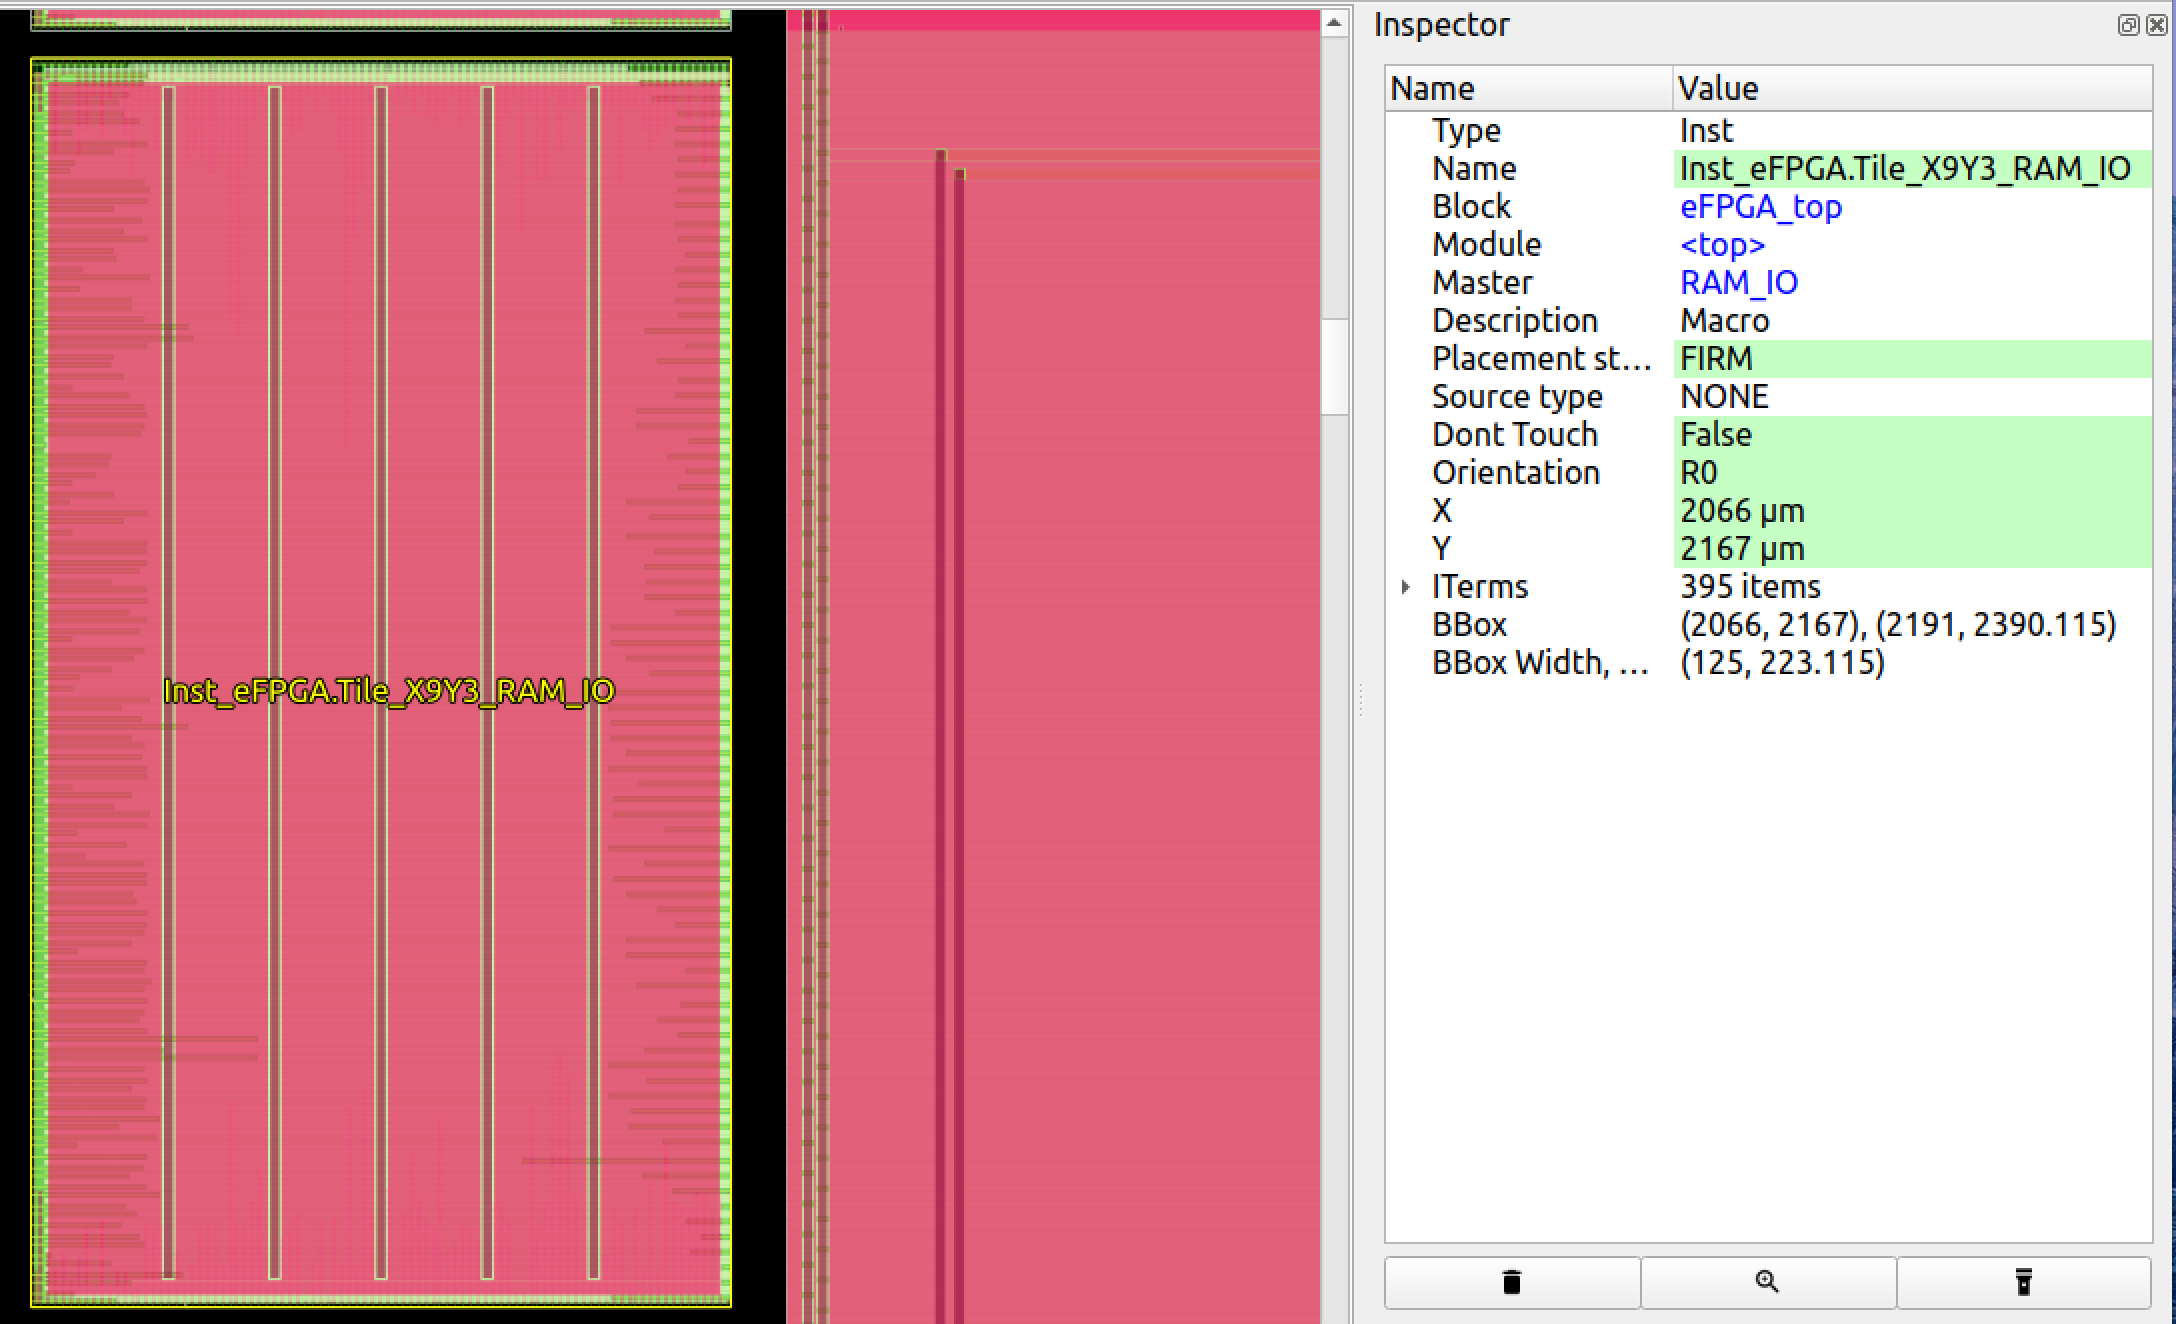 Inspector
Name Value
Type Inst
Name Inst_eFPGA.Tile_X9Y3_RAM_IO
Block eFPGA_top
Module <top>
Master RAM_IO
Description Macro
Placement st... FIRM
Source type NONE
Dont Touch False
Orientation R0
X 2066 µm
Y 2167 µm
ITerms 395 items
BBox (2066, 2167), (2191, 2390.115)
BBox Width, ... (125, 223.115)
Inst_eFPGA.Tile_X9Y3_RAM_IO